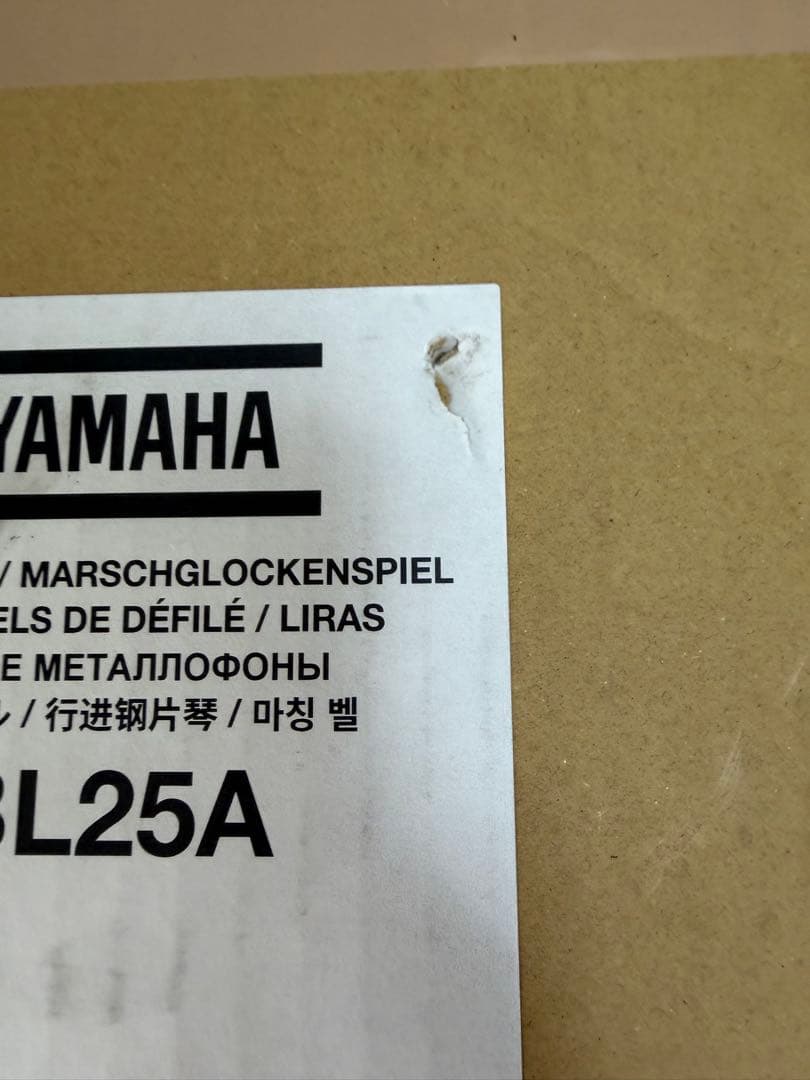 YAMAHA
/ MARSCHGLOCKENSPIEL
ELS DE DÉFILÉ / LIRAS
Е МЕТАЛЛОФОНЫ
ル / 行进钢片琴 / 마칭 벨
BL25A